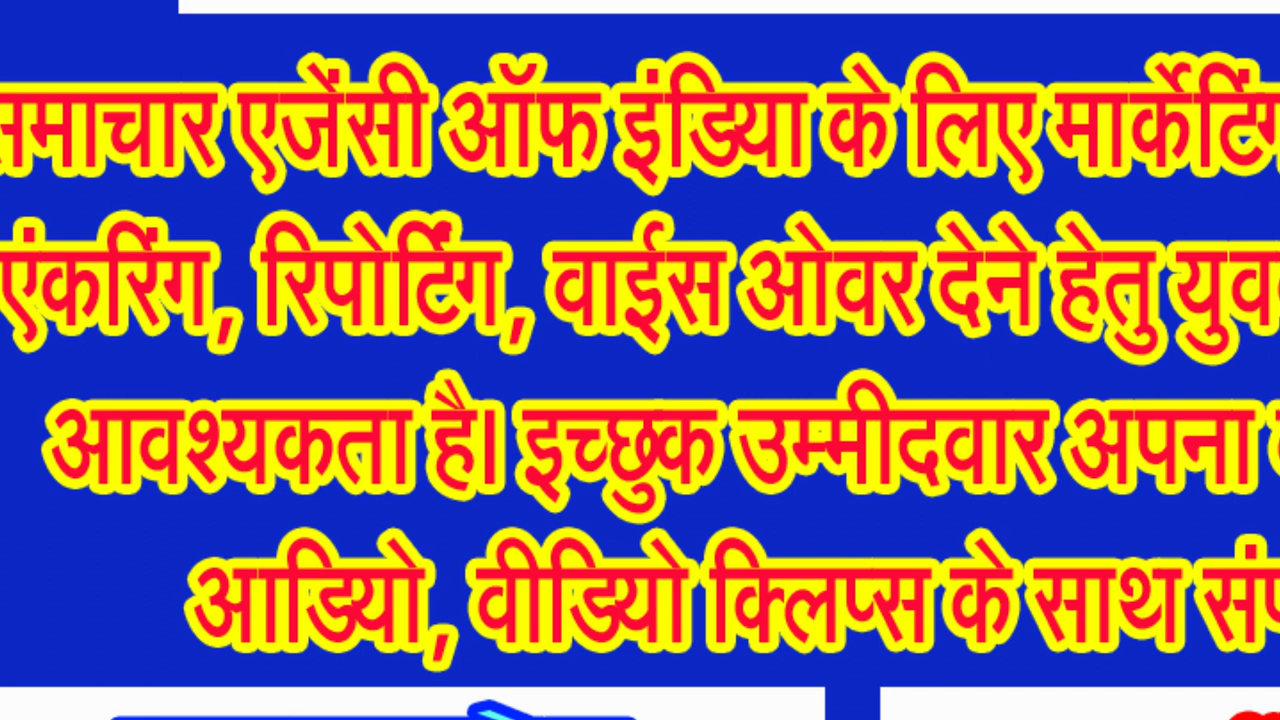 समाचार एजेंसी ऑफ इंडिया के लिए मार्केटिंग
एंकरिंग, रिपोर्टिंग, वाईस ओवर देने हेतु
आवश्यकता है। इच्छुक उम्मीदवार अपना
आडियो, वीडियो क्लिप्स के साथ